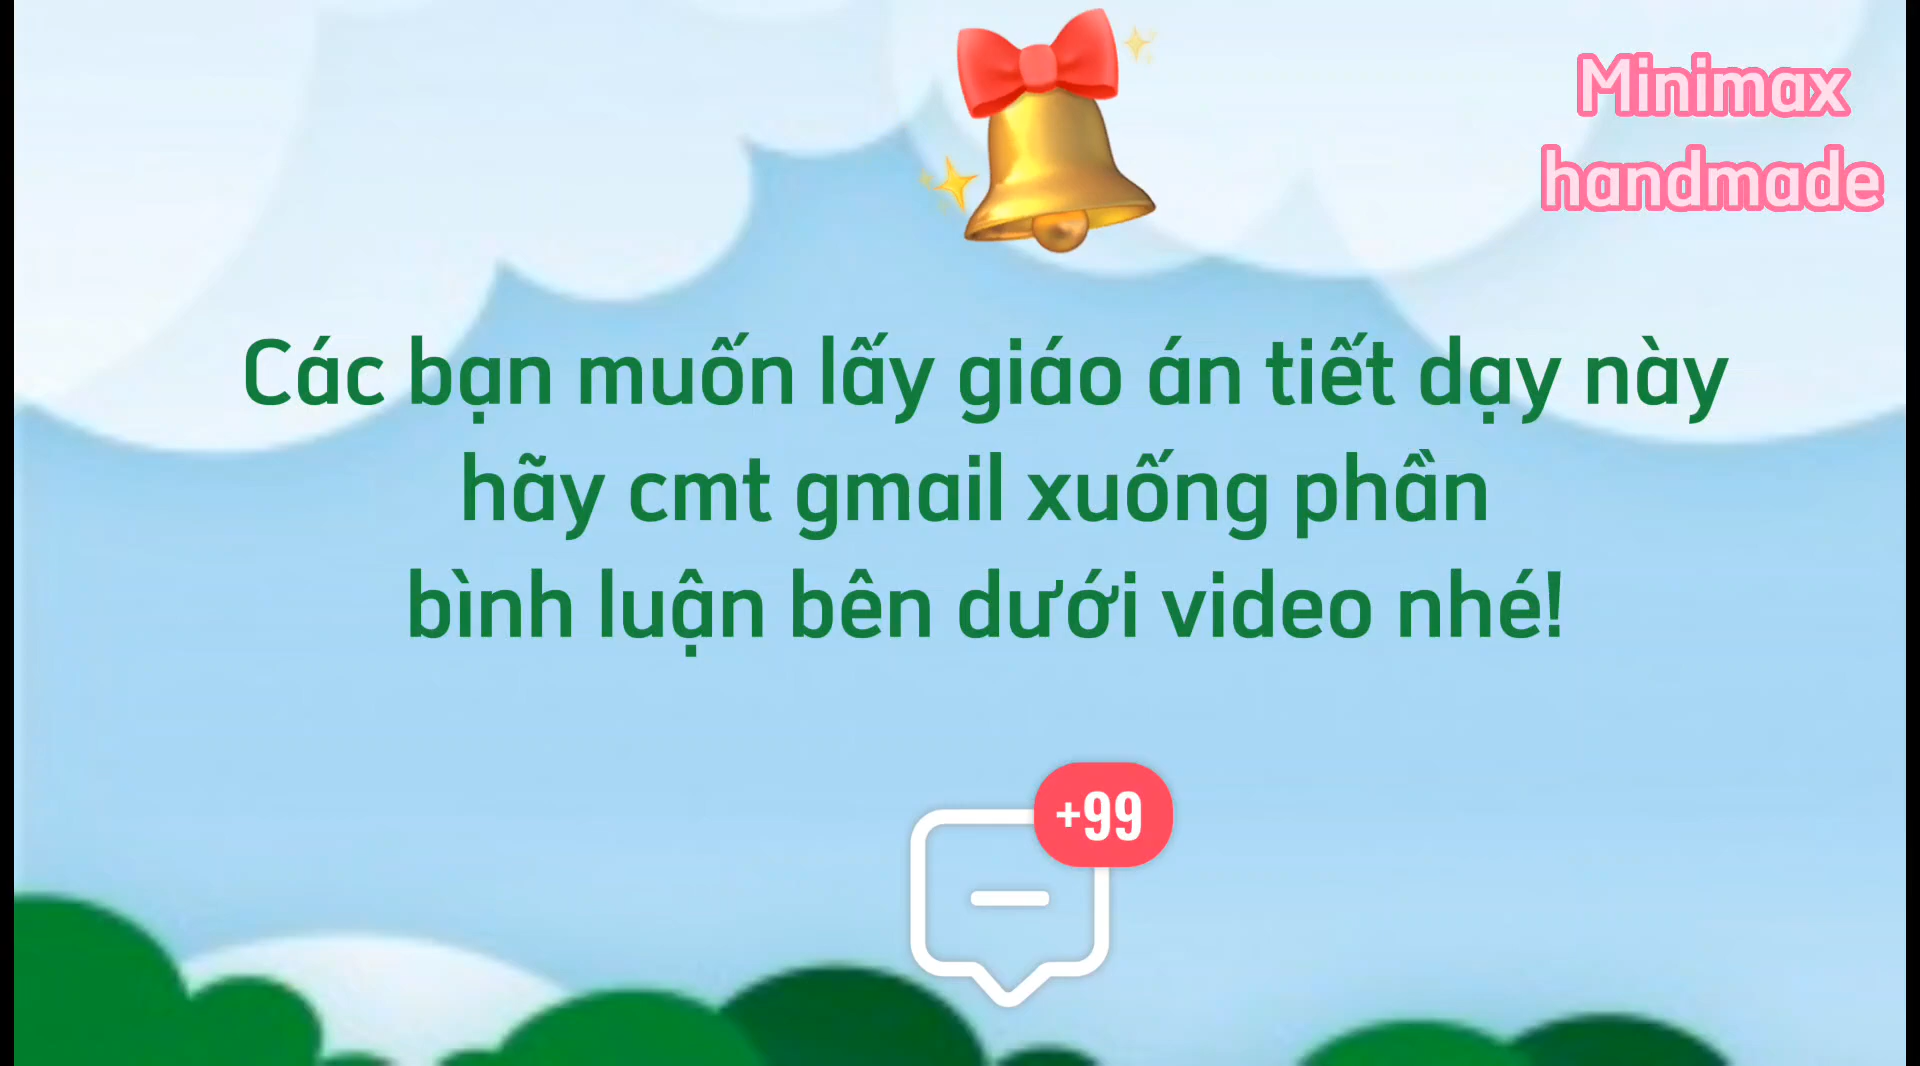 Minimax
handmade
Các bạn muốn lấy giáo án tiết dạy này
hãy cmt gmail xuống phần
bình luận bên dưới video nhé!
+99